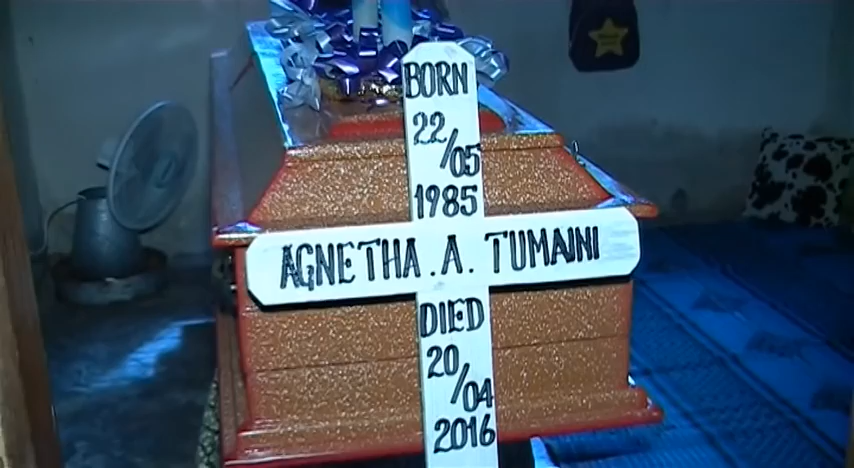 BORN
22/05
1985
AGNETHA . A. TUMAINI
DIED
20/04
2016